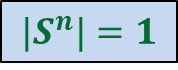 |Sⁿ| = 1